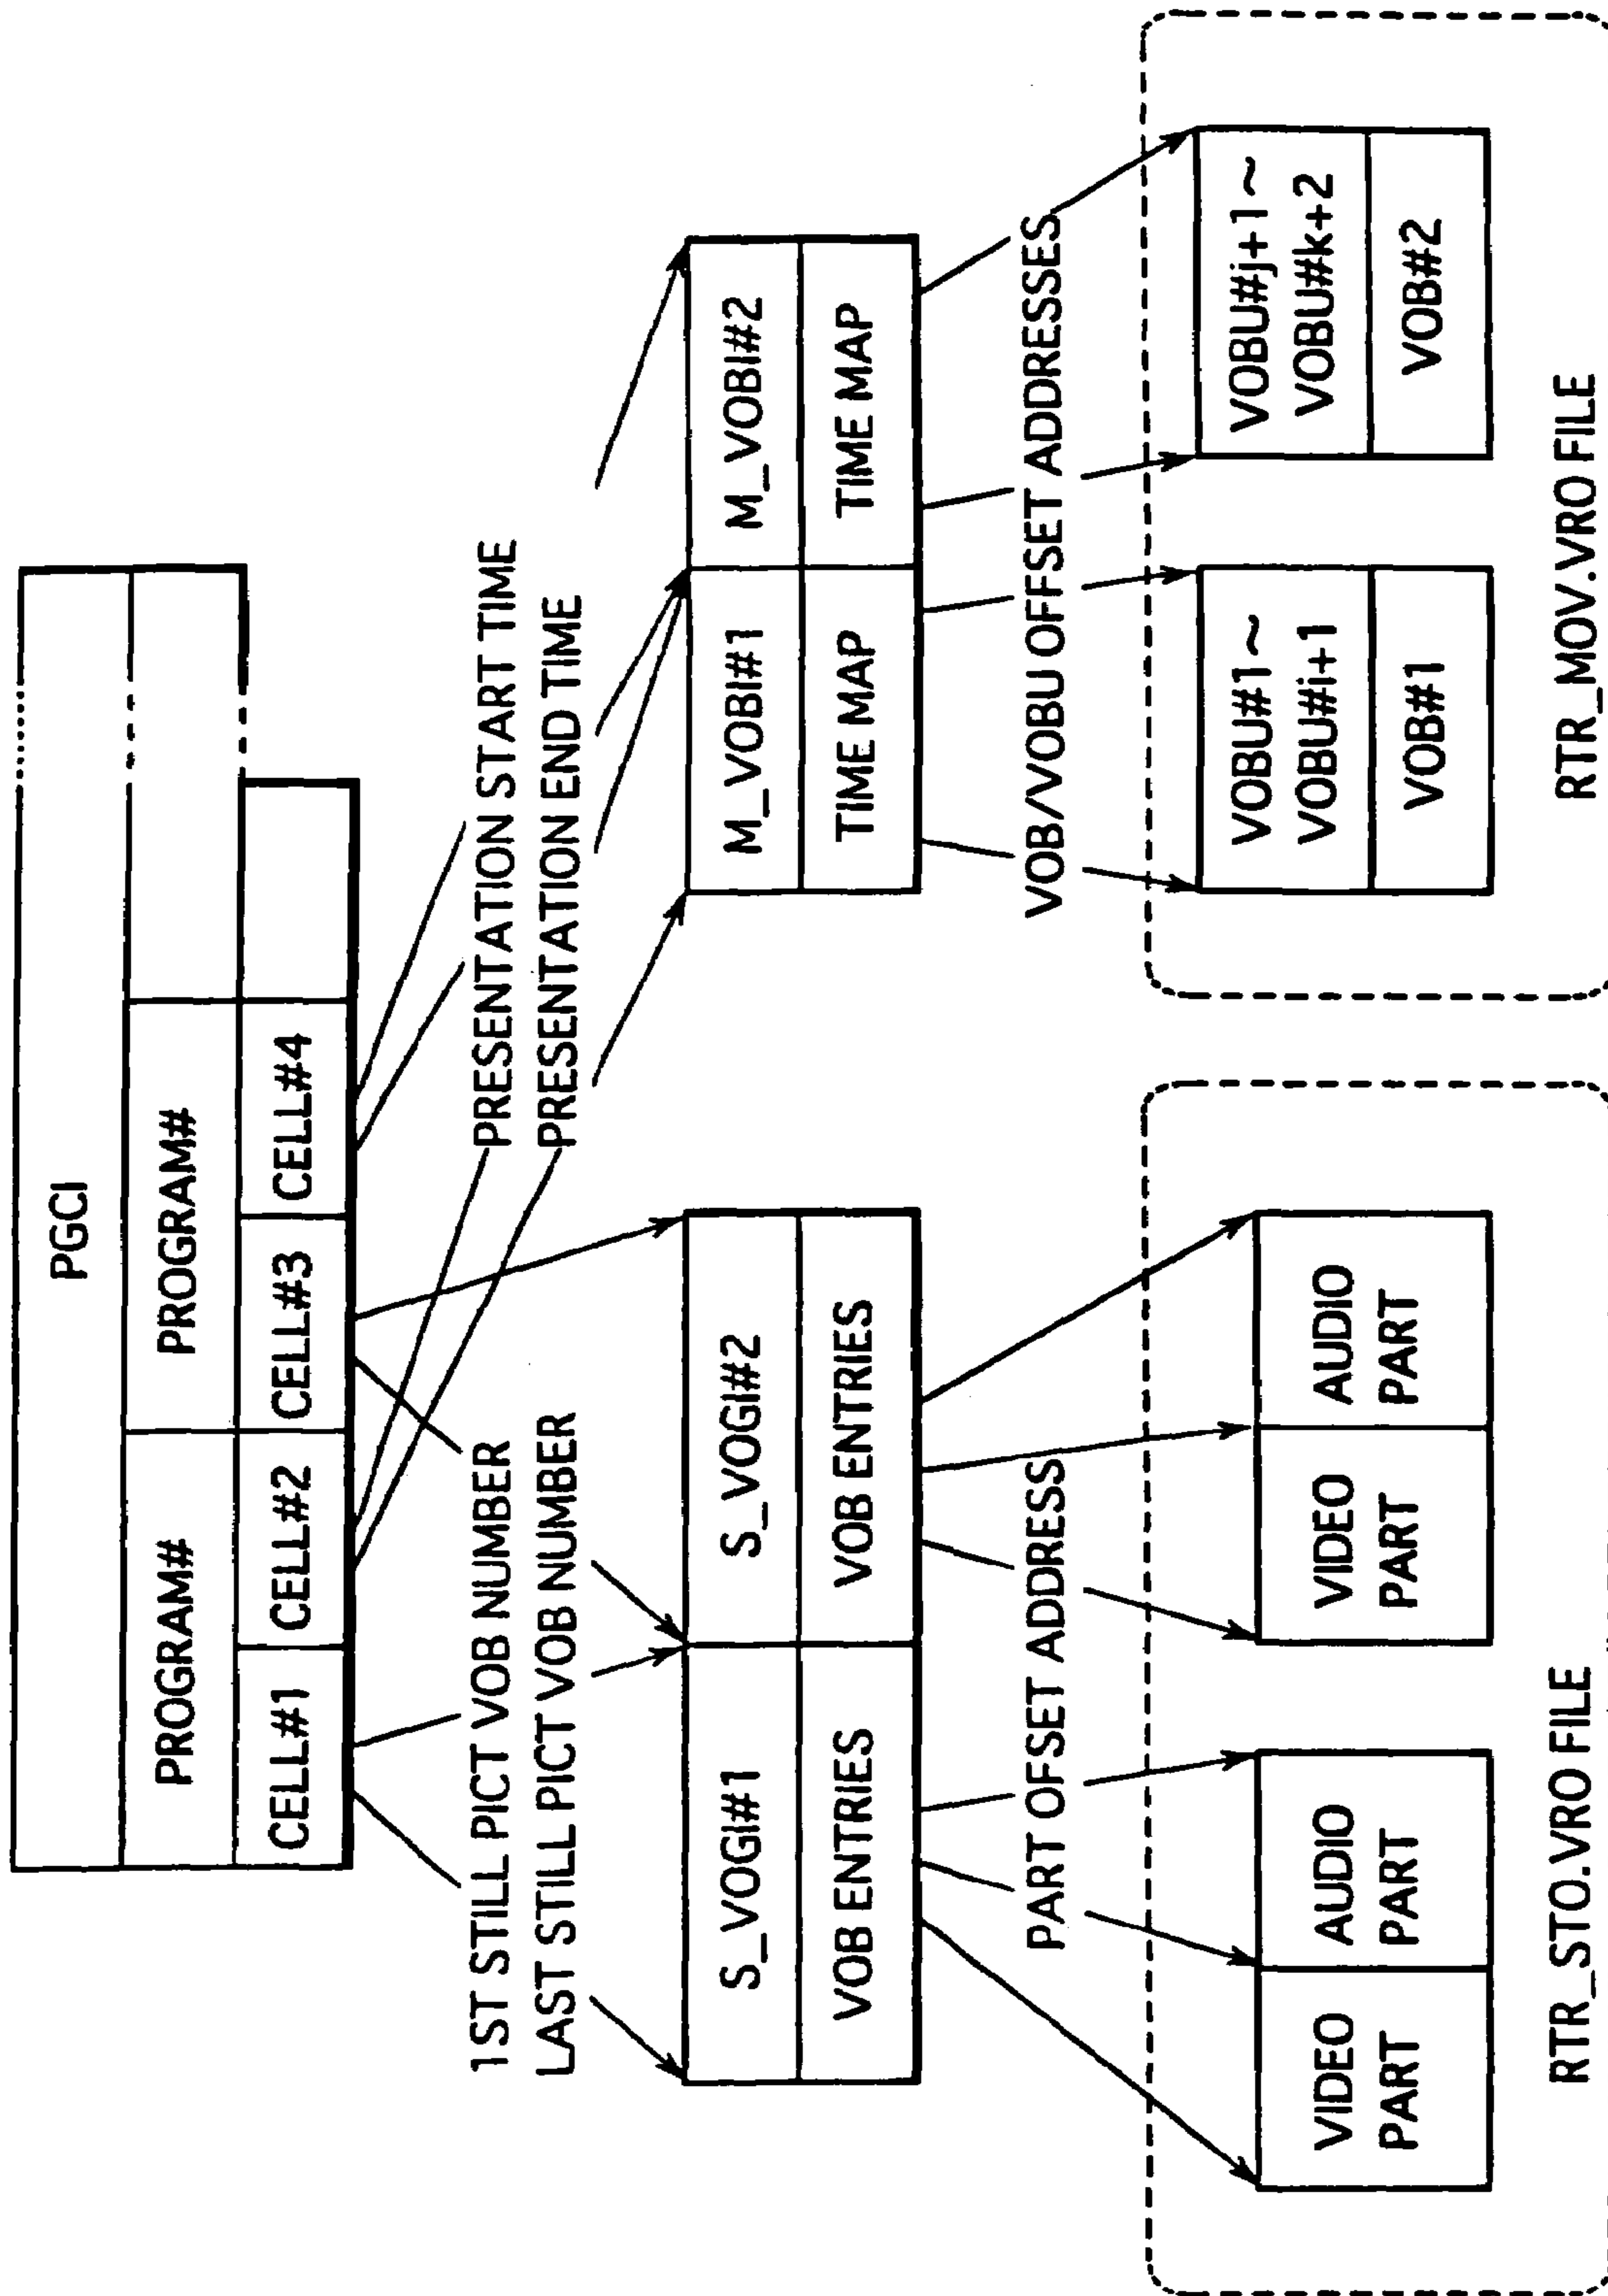 PGCI
PROGRAM#
PROGRAM#
CELL#1
CELL#2
CELL#3
CELL#4
1ST STILL PICT VOB NUMBER
LAST STILL PICT VOB NUMBER
PRESENTATION START TIME
PRESENTATION END TIME
S_VOGI#1
S_VOGI#2
VOB ENTRIES
VOB ENTRIES
M_VOBI#1
M_VOBI#2
TIME MAP
TIME MAP
PART OFFSET ADDRESS
VOB/VOBU OFFSET ADDRESSES
VIDEO
PART
AUDIO
PART
VIDEO
PART
AUDIO
PART
VOBU#1~
VOBU#i+1
VOB#1
VOBU#j+1~
VOBU#k+2
VOB#2
RTR_STO.VRO FILE
RTR_MOV.VRO FILE